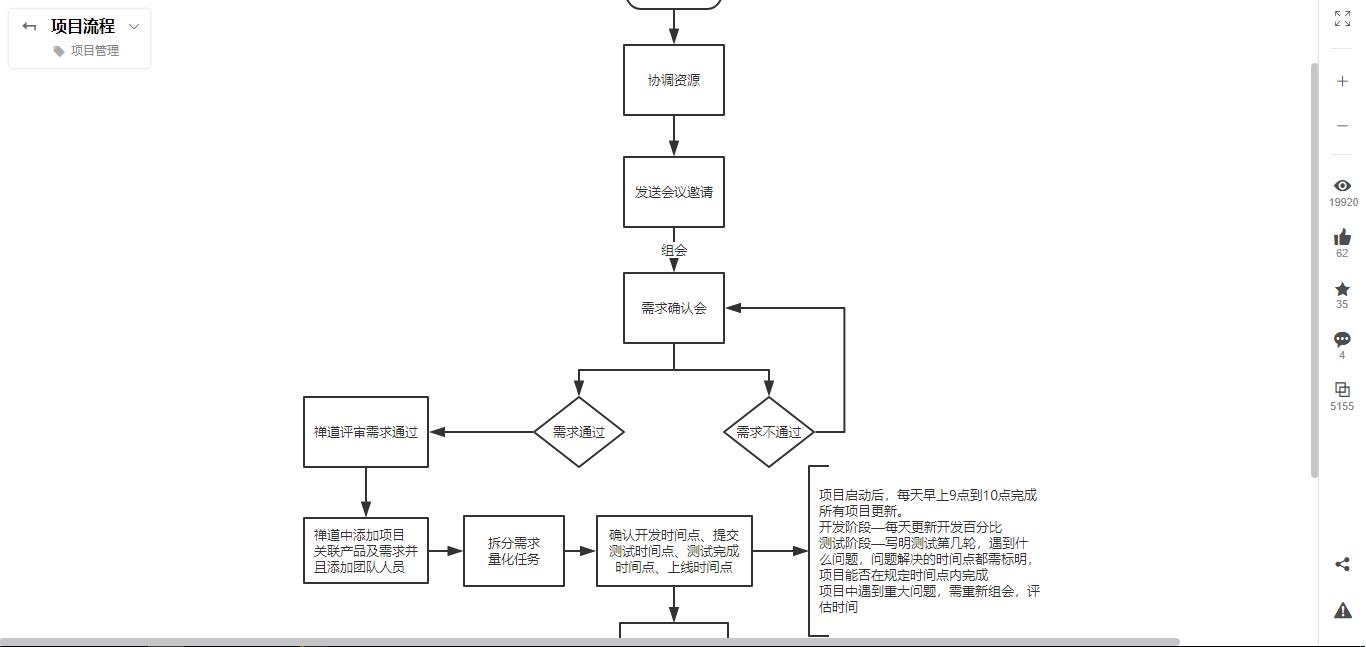 项目流程
项目管理
协调资源
发送会议邀请
组会
需求确认会
禅道评审需求通过
需求通过
需求不通过
禅道中添加项目
关联产品及需求并
且添加团队人员
拆分需求
量化任务
确认开发时间点、提交
测试时间点、测试完成
时间点、上线时间点
项目启动后，每天早上9点到10点完成
所有项目更新。
开发阶段—每天更新开发百分比
测试阶段—写明测试第几轮，遇到什
么问题，问题解决的时间点都需标明，
项目能否在规定时间点内完成
项目中遇到重大问题，需重新组会，评
估时间
19920
62
35
4
5155